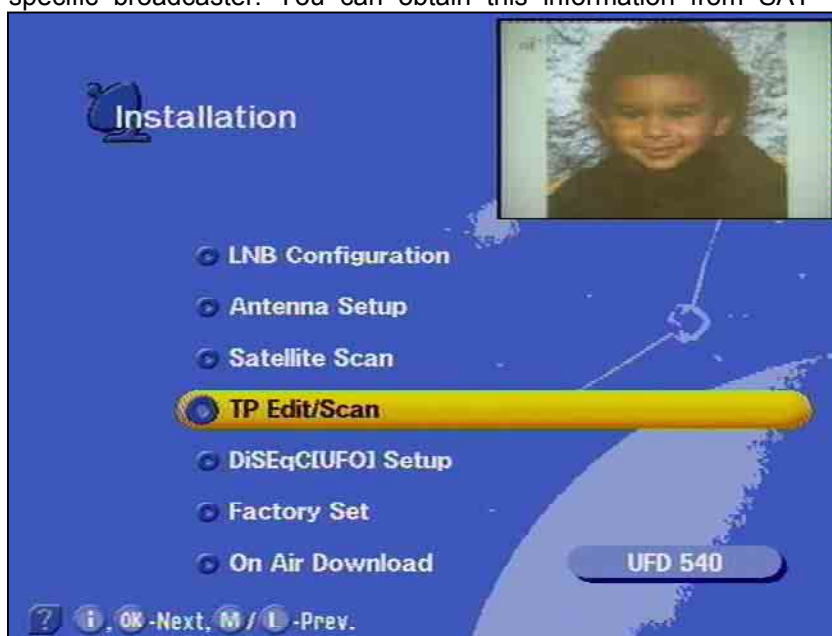 specific broadcaster. You can obtain this information from SAT
Installation
LNB Configuration
Antenna Setup
Satellite Scan
TP Edit/Scan
DiSEqC[UFO] Setup
Factory Set
On Air Download
UFD 540
? i, OK -Next, M / L -Prev.